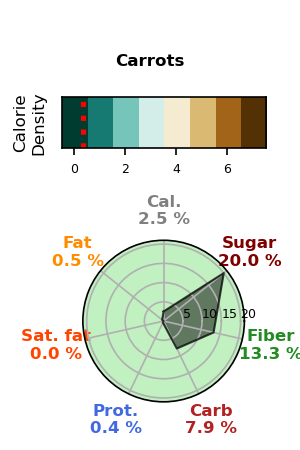 Carrots
Calorie
Density
0 2 4 6
Cal.
2.5 %
Fat
0.5 %
Sugar
20.0 %
5 10 15 20
Sat. fat
0.0 %
Fiber
13.3 %
Prot.
0.4 %
Carb
7.9 %